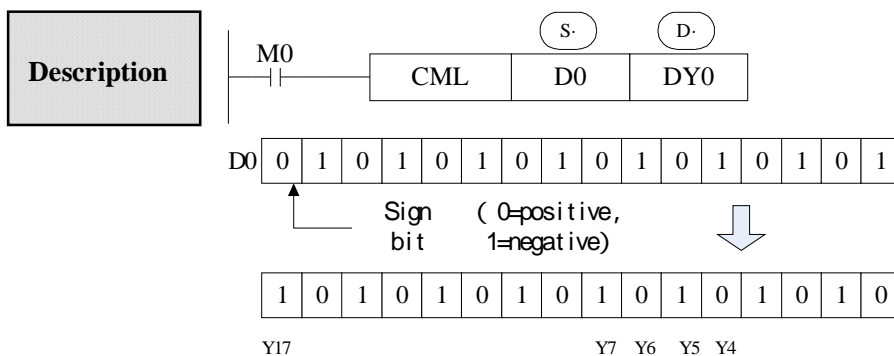 S· D·
Description M0 CML D0 DY0
D0 0 1 0 1 0 1 0 1 0 1 0 1 0 1 0 1
Sign ( 0=positive,
bit 1=negative)
1 0 1 0 1 0 1 0 1 0 1 0 1 0 1 0
Y17 Y7 Y6 Y5 Y4